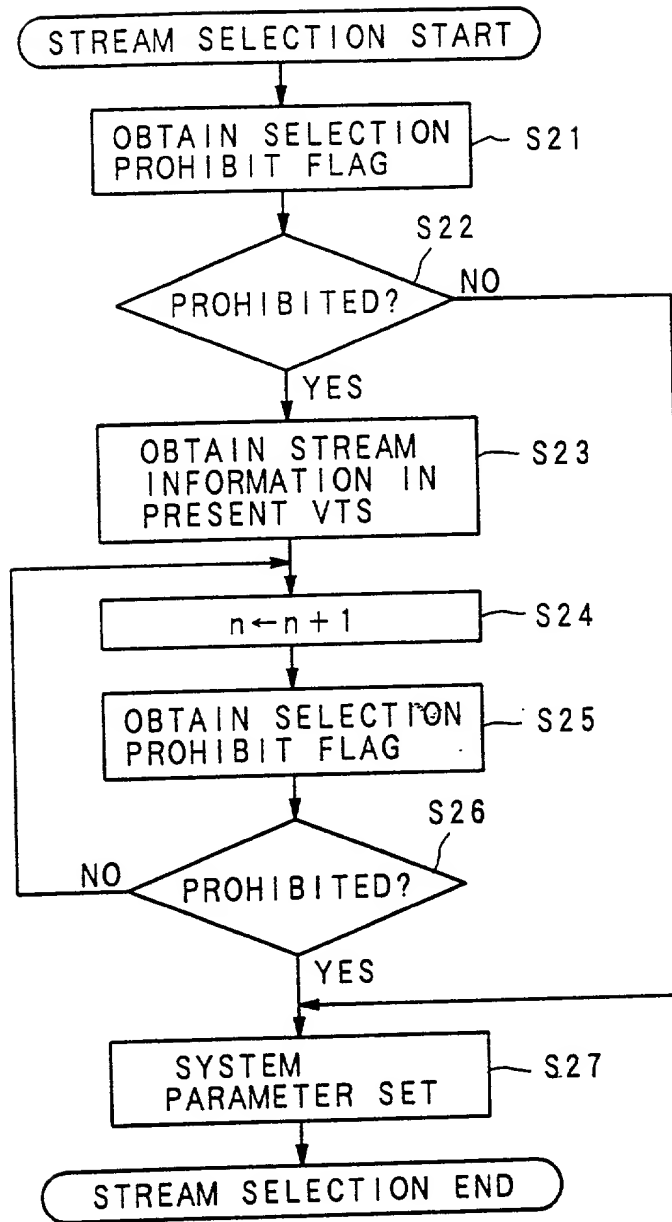 STREAM SELECTION START
OBTAIN SELECTION
PROHIBIT FLAG
S21
S22
PROHIBITED?
NO
YES
OBTAIN STREAM
INFORMATION IN
PRESENT VTS
S23
n←n+1
S24
OBTAIN SELECTION
PROHIBIT FLAG
S25
S26
NO
PROHIBITED?
YES
SYSTEM
PARAMETER SET
S27
STREAM SELECTION END